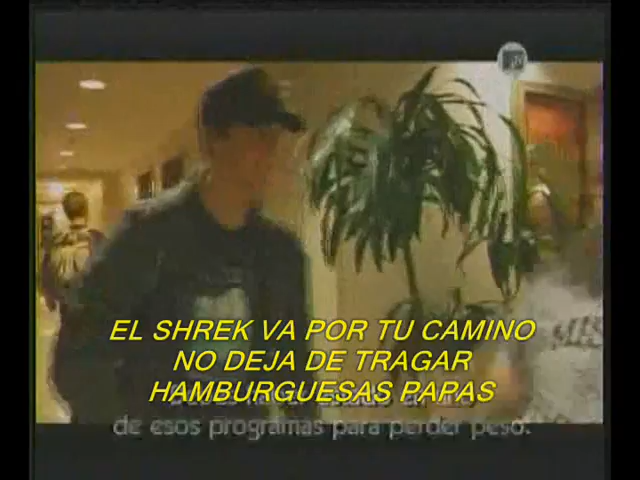 EL SHREK VA POR TU CAMINO
NO DEJA DE TRAGAR
HAMBURGUESAS PAPAS
de esos programas para perder peso.